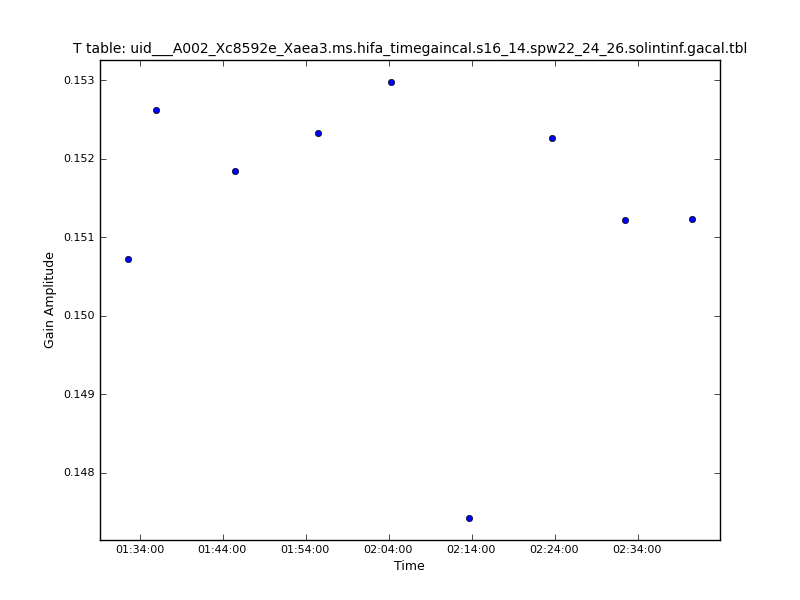 T table: uid___A002_Xc8592e_Xaea3.ms.hifa_timegaincal.s16_14.spw22_24_26.solintinf.gacal.tbl
0.153
0.152
0.151
0.150
0.149
0.148
Gain Amplitude
01:34:00 01:44:00 01:54:00 02:04:00 02:14:00 02:24:00 02:34:00
Time